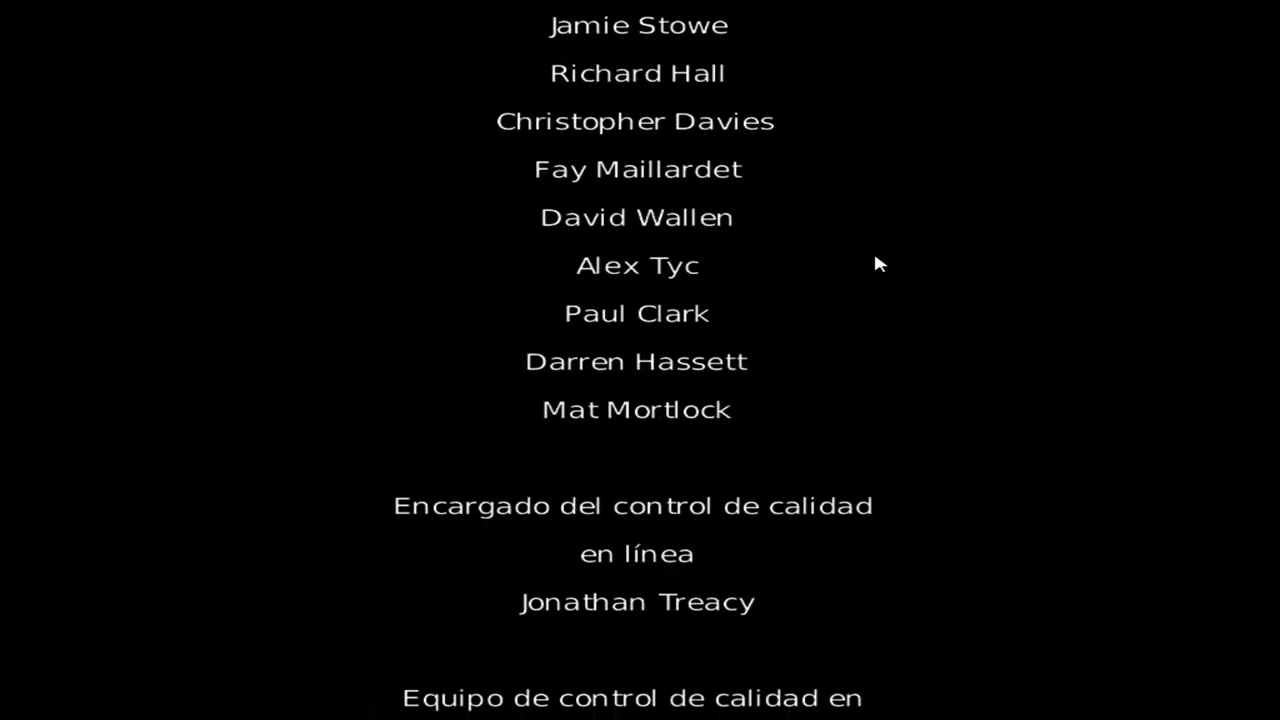 Jamie Stowe
Richard Hall
Christopher Davies
Fay Maillardet
David Wallen
Alex Tyc
Paul Clark
Darren Hassett
Mat Mortlock
Encargado del control de calidad
en línea
Jonathan Treacy
Equipo de control de calidad en